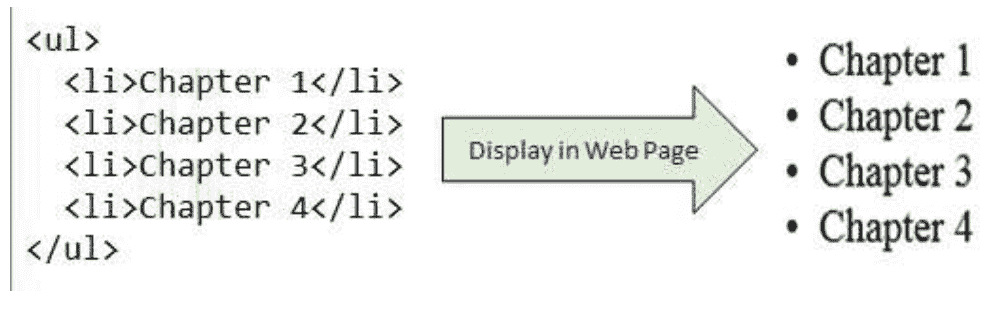 <ul>
<li>Chapter 1</li>
<li>Chapter 2</li>
<li>Chapter 3</li>
<li>Chapter 4</li>
</ul>
Display in Web Page
• Chapter 1
• Chapter 2
• Chapter 3
• Chapter 4